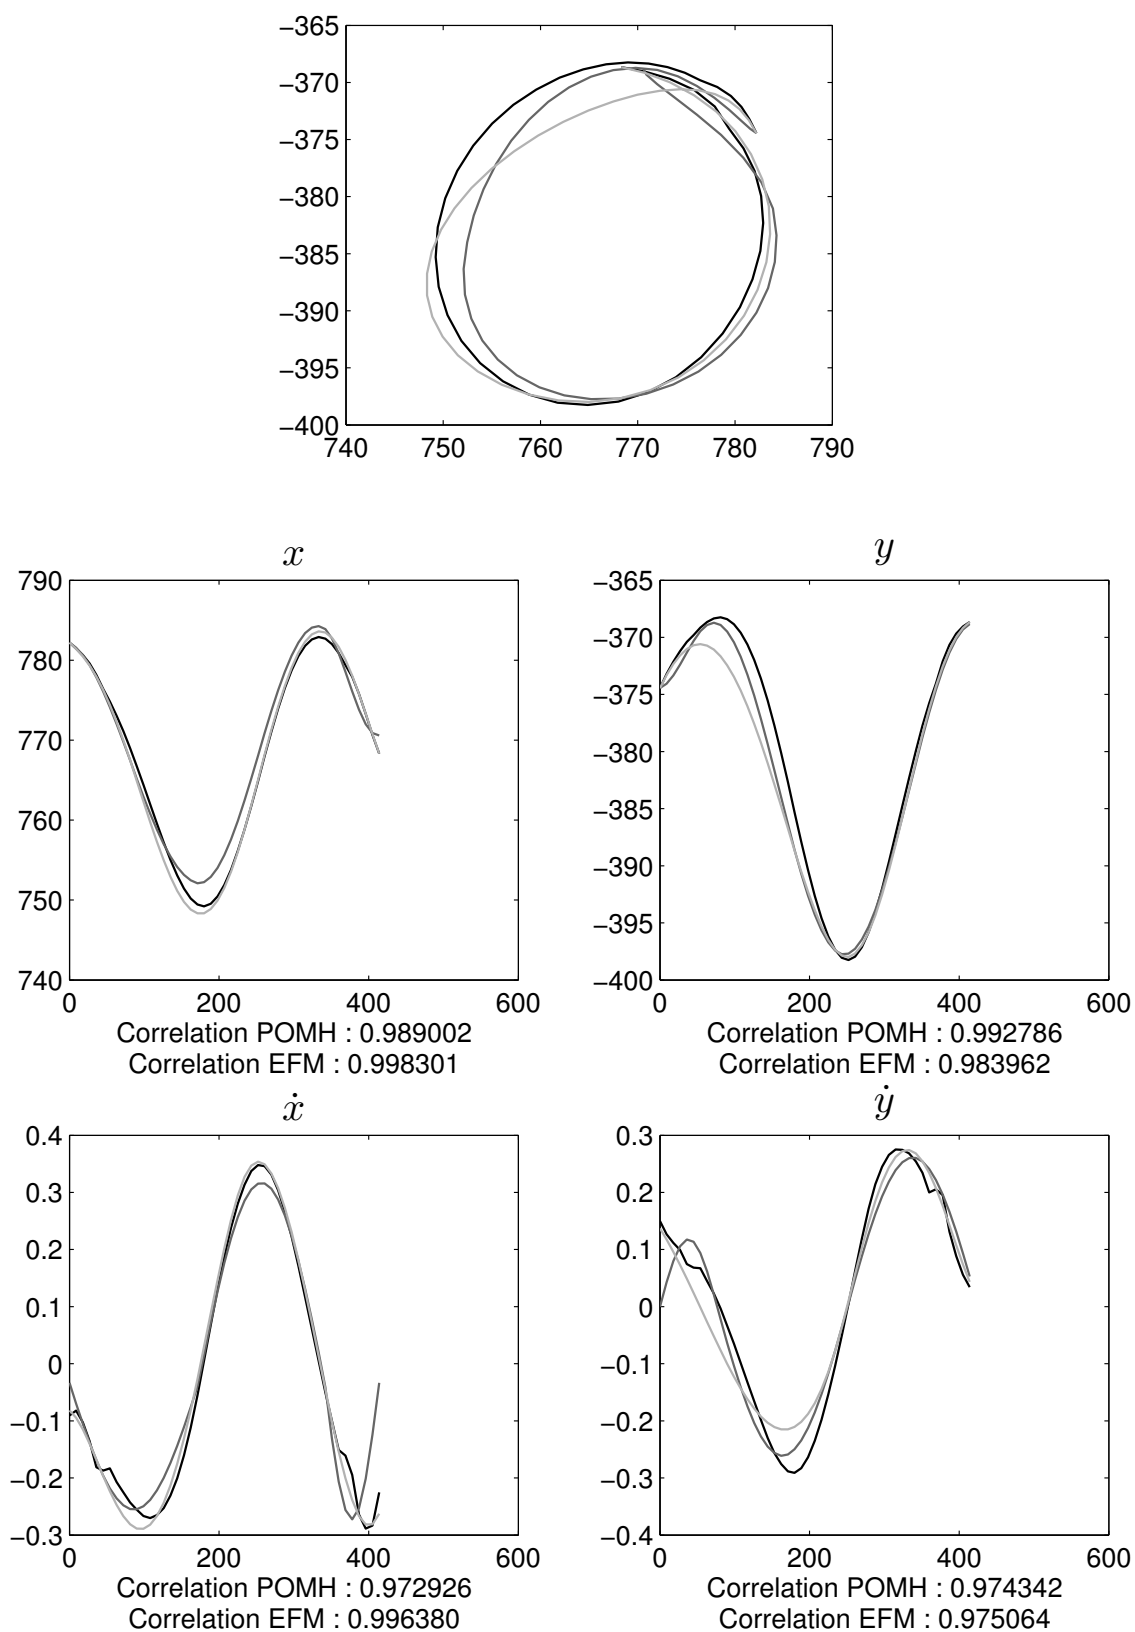 −365
−370
−375
−380
−385
−390
−395
−400
740 750 760 770 780 790
x
790
780
770
760
750
740
0 200 400 600
Correlation POMH : 0.989002
Correlation EFM : 0.998301
y
−365
−370
−375
−380
−385
−390
−395
−400
0 200 400 600
Correlation POMH : 0.992786
Correlation EFM : 0.983962
ẋ
0.4
0.3
0.2
0.1
0
−0.1
−0.2
−0.3
0 200 400 600
Correlation POMH : 0.972926
Correlation EFM : 0.996380
ẏ
0.3
0.2
0.1
0
−0.1
−0.2
−0.3
−0.4
0 200 400 600
Correlation POMH : 0.974342
Correlation EFM : 0.975064